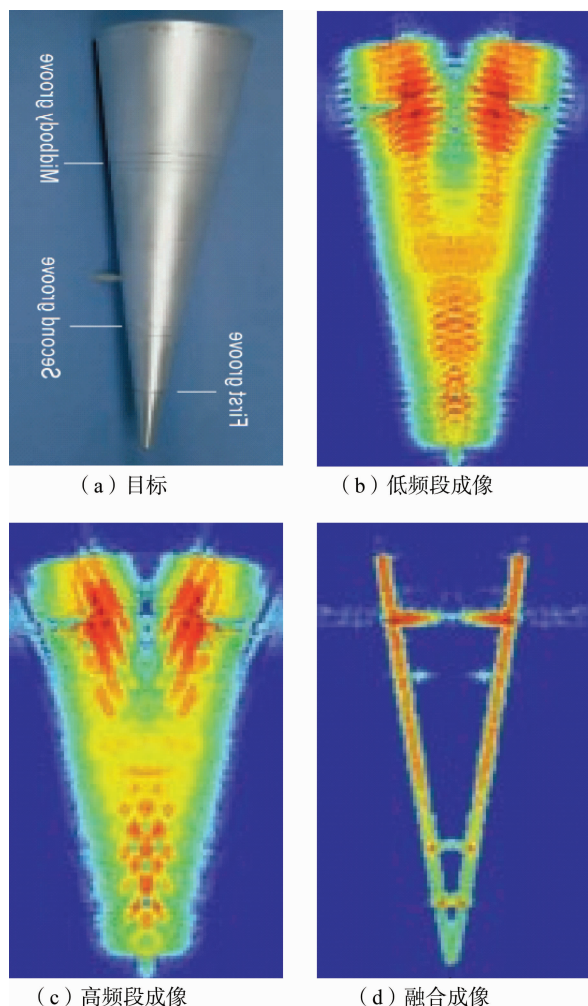 Midbody groove
Second groove
First groove
（a）目标
（b）低频段成像
（c）高频段成像
（d）融合成像